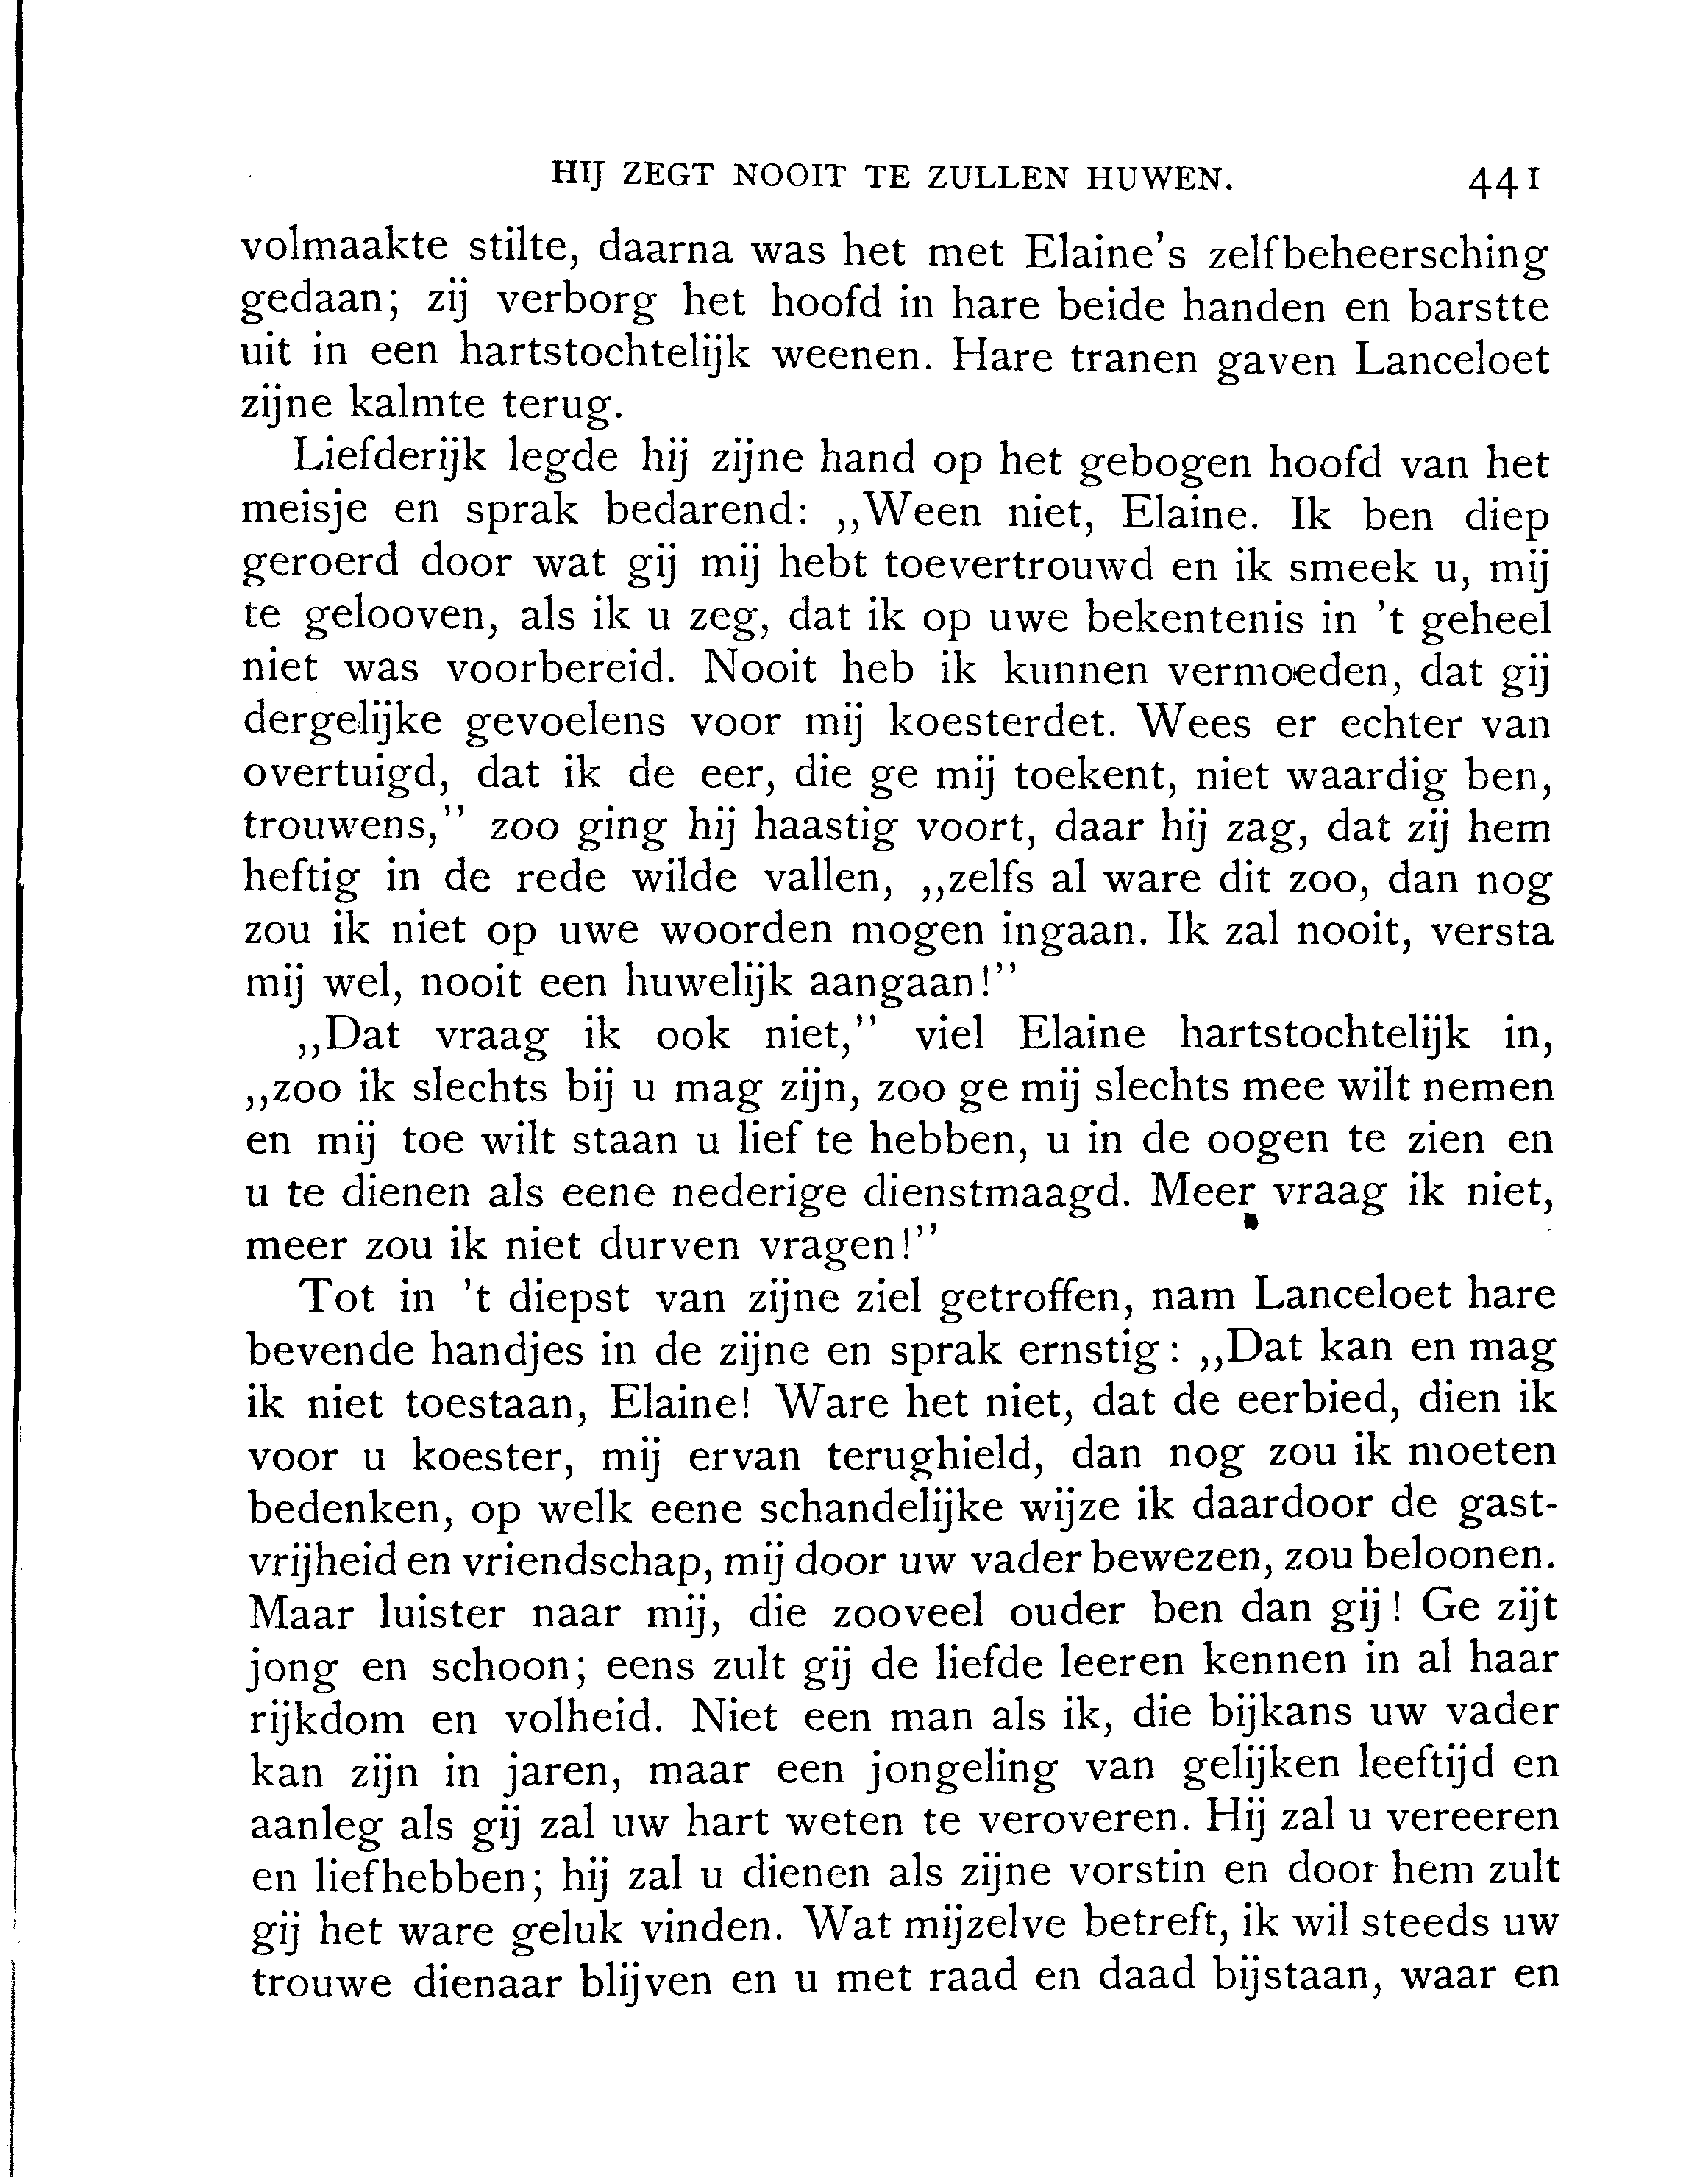 HIJ ZEGT NOOIT TE ZULLEN HUWEN. 441
volmaakte stilte, daarna was het met Elaine's zelfbeheersching
gedaan; zij verborg het hoofd in hare beide handen en barstte
uit in een hartstochtelijk weenen. Hare tranen gaven Lanceloet
zijne kalmte terug.
Liefderijk legde hij zijne hand op het gebogen hoofd van het
meisje en sprak bedarend: „Ween niet, Elaine. Ik ben diep
geroerd door wat gij mij hebt toevertrouwd en ik smeek u, mij
te gelooven, als ik u zeg, dat ik op uwe bekentenis in 't geheel
niet was voorbereid. Nooit heb ik kunnen vermoeden, dat gij
dergelijke gevoelens voor mij koesterdet. Wees er echter van
overtuigd, dat ik de eer, die ge mij toekent, niet waardig ben,
trouwens,” zoo ging hij haastig voort, daar hij zag, dat zij hem
heftig in de rede wilde vallen, „zelfs al ware dit zoo, dan nog
zou ik niet op uwe woorden mogen ingaan. Ik zal nooit, versta
mij wel, nooit een huwelijk aangaan!”
„Dat vraag ik ook niet,” viel Elaine hartstochtelijk in,
„zoo ik slechts bij u mag zijn, zoo ge mij slechts mee wilt nemen
en mij toe wilt staan u lief te hebben, u in de oogen te zien en
u te dienen als eene nederige dienstmaagd. Meer vraag ik niet,
meer zou ik niet durven vragen!”
Tot in 't diepst van zijne ziel getroffen, nam Lanceloet hare
bevende handjes in de zijne en sprak ernstig: „Dat kan en mag
ik niet toestaan, Elaine! Ware het niet, dat de eerbied, dien ik
voor u koester, mij ervan terughield, dan nog zou ik moeten
bedenken, op welk eene schandelijke wijze ik daardoor de gast-
vrijheid en vriendschap, mij door uw vader bewezen, zou beloonen.
Maar luister naar mij, die zooveel ouder ben dan gij! Ge zijt
jong en schoon; eens zult gij de liefde leeren kennen in al haar
rijkdom en volheid. Niet een man als ik, die bijkans uw vader
kan zijn in jaren, maar een jongeling van gelijken leeftijd en
aanleg als gij zal uw hart weten te veroveren. Hij zal u vereeren
en liefhebben; hij zal u dienen als zijne vorstin en door hem zult
gij het ware geluk vinden. Wat mijzelve betreft, ik wil steeds uw
trouwe dienaar blijven en u met raad en daad bijstaan, waar en